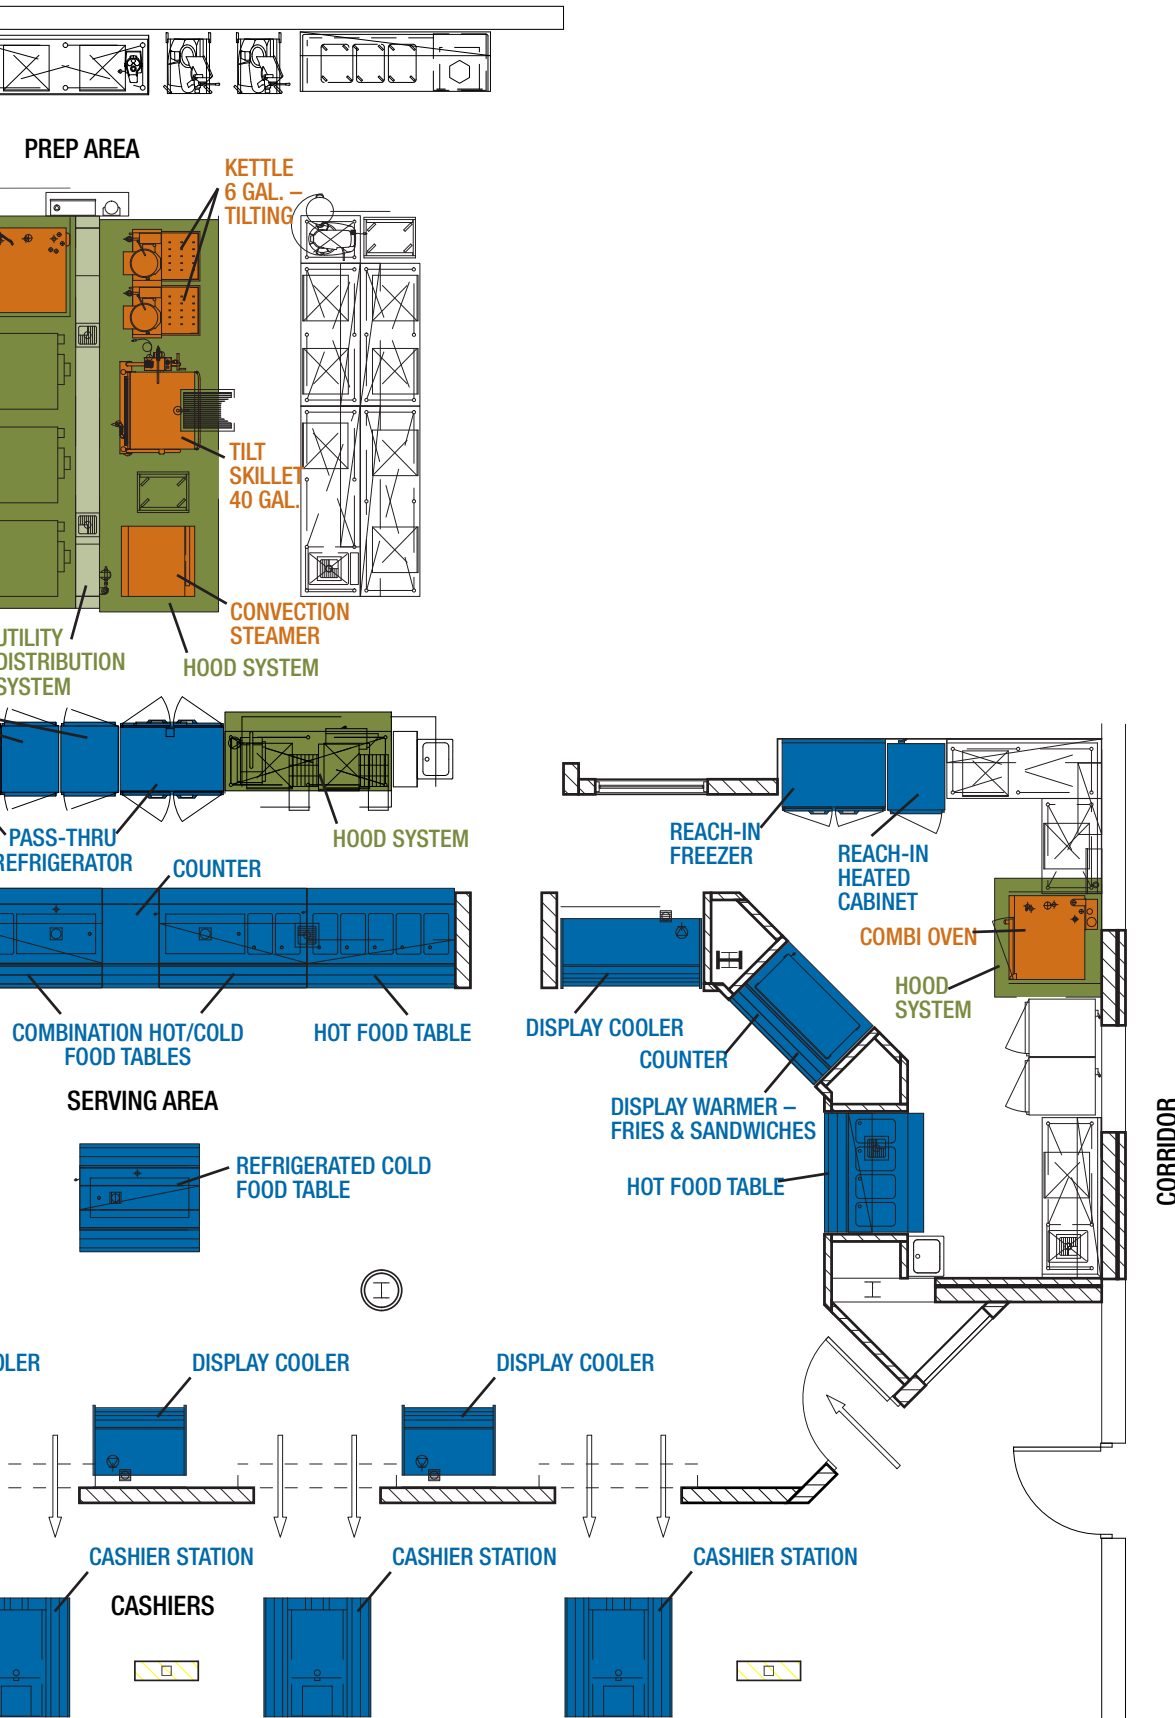 PREP AREA
KETTLE
6 GAL. –
TILTING
TILT
SKILLET
40 GAL.
CONVECTION
STEAMER
UTILITY
DISTRIBUTION
SYSTEM
HOOD SYSTEM
PASS-THRU
REFRIGERATOR
COUNTER
HOOD SYSTEM
REACH-IN
FREEZER
REACH-IN
HEATED
CABINET
COMBI OVEN
HOOD
SYSTEM
COMBINATION HOT/COLD
FOOD TABLES
HOT FOOD TABLE
DISPLAY COOLER
COUNTER
DISPLAY WARMER –
FRIES & SANDWICHES
SERVING AREA
REFRIGERATED COLD
FOOD TABLE
HOT FOOD TABLE
CORRIDOR
OLER
DISPLAY COOLER
DISPLAY COOLER
CASHIER STATION
CASHIER STATION
CASHIER STATION
CASHIERS